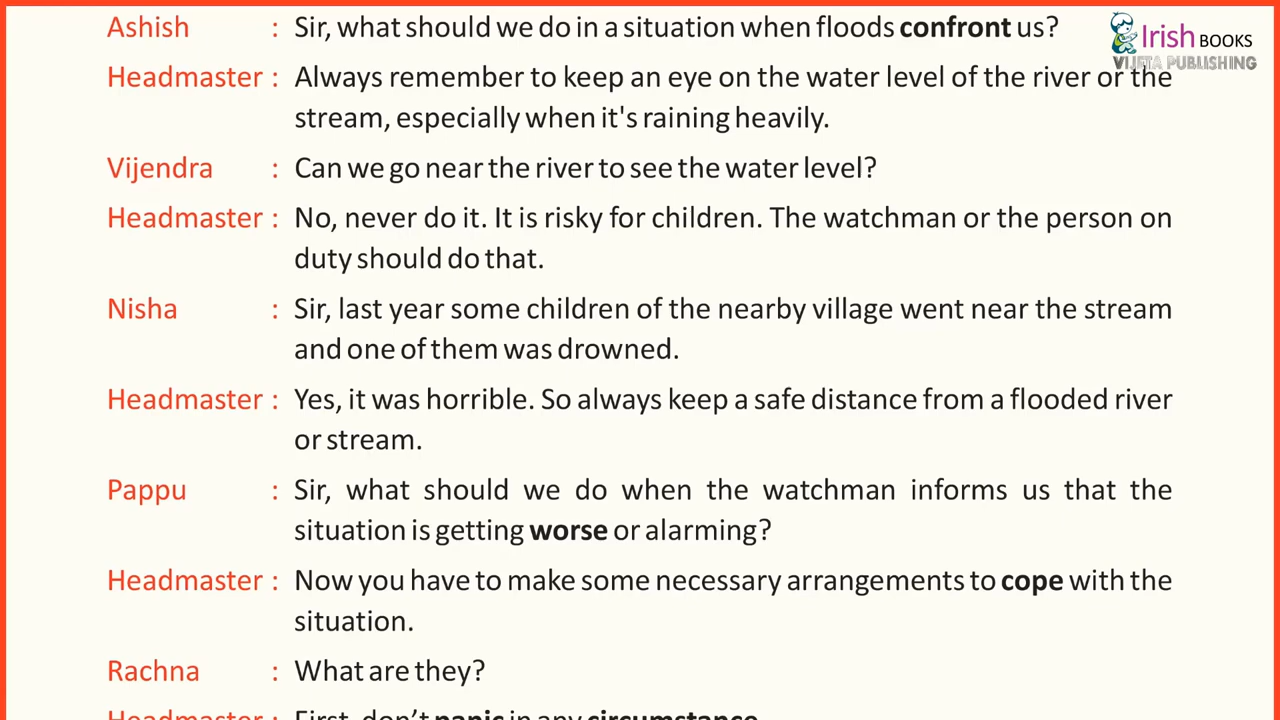 Ashish : Sir, what should we do in a situation when floods confront us?
Irish BOOKS
VIJETA PUBLISHING
Headmaster : Always remember to keep an eye on the water level of the river or the
stream, especially when it's raining heavily.
Vijendra : Can we go near the river to see the water level?
Headmaster : No, never do it. It is risky for children. The watchman or the person on
duty should do that.
Nisha : Sir, last year some children of the nearby village went near the stream
and one of them was drowned.
Headmaster : Yes, it was horrible. So always keep a safe distance from a flooded river
or stream.
Pappu : Sir, what should we do when the watchman informs us that the
situation is getting worse or alarming?
Headmaster : Now you have to make some necessary arrangements to cope with the
situation.
Rachna : What are they?
Headmaster : First, don't panic in any circumstance.